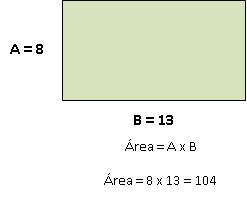 A = 8
B = 13
Área = A x B
Área = 8 x 13 = 104